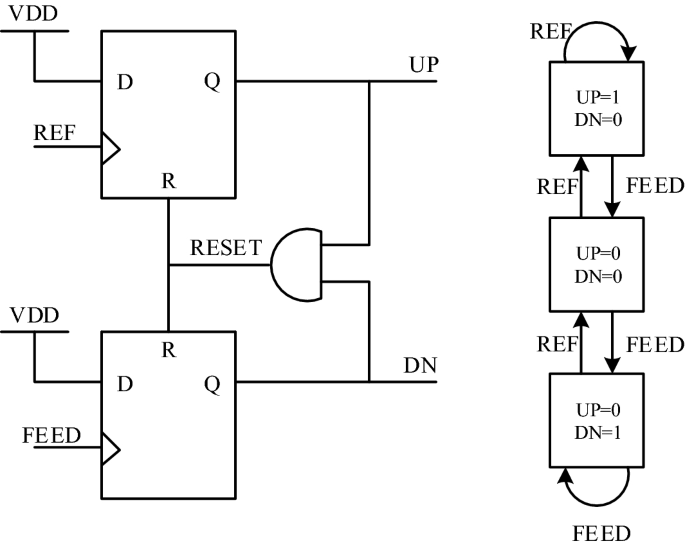 VDD
D
Q
UP
REF
R
RESET
VDD
R
D
Q
DN
FEED
REF
UP=1
DN=0
REF
FEED
UP=0
DN=0
REF
FEED
UP=0
DN=1
FEED